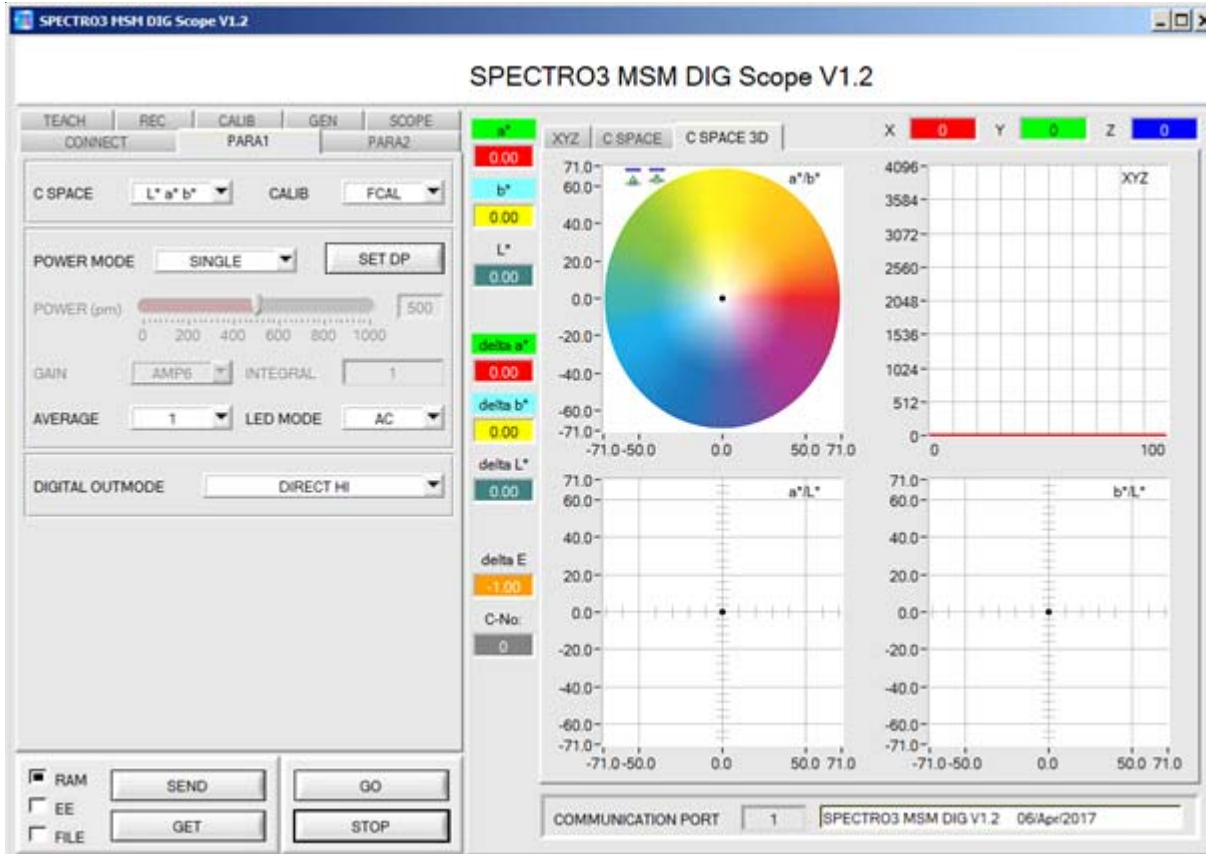 SPECTRO3 MSM DIG Scope V1.2
SPECTRO3 MSM DIG Scope V1.2
TEACH REC CALIB GEN SCOPE
CONNECT PARA1 PARA2
C SPACE L* a* b* CALIB FCAL
POWER MODE SINGLE SET DP
POWER (pm) 500
0 200 400 600 800 1000
GAIN AMP6 INTEGRAL 1
AVERAGE 1 LED MODE AC
DIGITAL OUTMODE DIRECT HI
RAM
EE
FILE
SEND
GET
GO
STOP
a*
0.00
b*
0.00
L*
0.00
delta a*
0.00
delta b*
0.00
delta L*
0.00
delta E
-1.00
C-No:
0
XYZ C SPACE C SPACE 3D
X 0 Y 0 Z 0
a*/b*
71.0
60.0
40.0
20.0
0.0
-20.0
-40.0
-60.0
-71.0
-71.0 -50.0 0.0 50.0 71.0
XYZ
4096
3584
3072
2560
2048
1536
1024
512
0
0 100
a*/L*
71.0
60.0
40.0
20.0
0.0
-20.0
-40.0
-60.0
-71.0
-71.0 -50.0 0.0 50.0 71.0
b*/L*
71.0
60.0
40.0
20.0
0.0
-20.0
-40.0
-60.0
-71.0
-71.0 -50.0 0.0 50.0 71.0
COMMUNICATION PORT 1 SPECTRO3 MSM DIG V1.2 06/Apr/2017